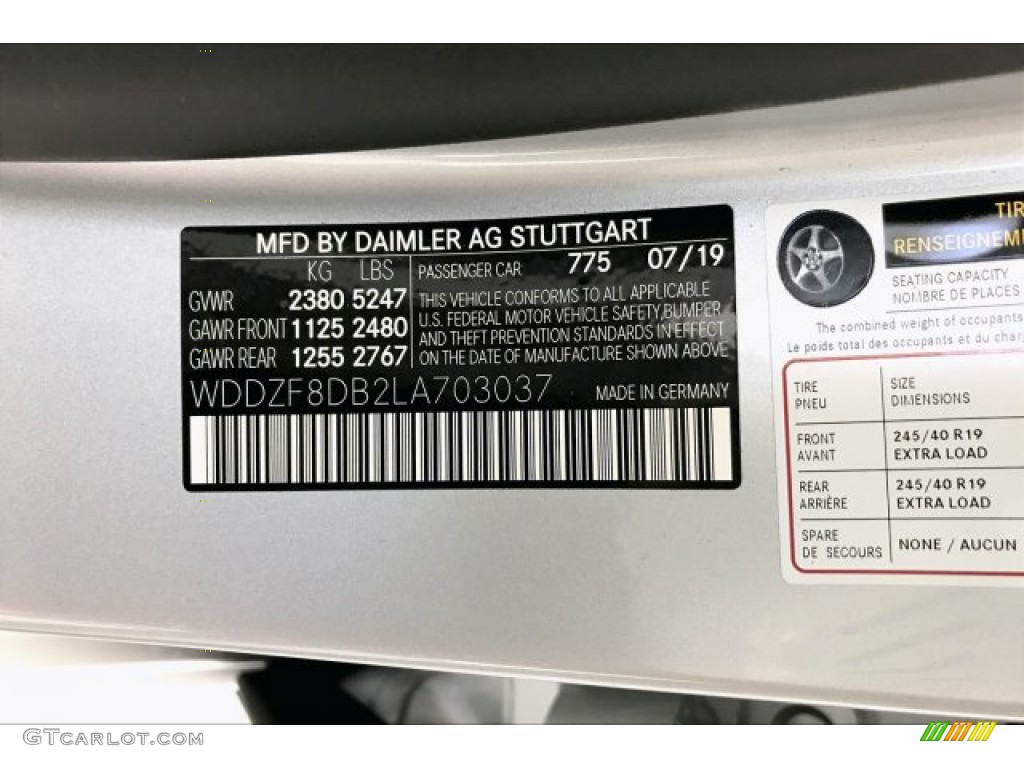 MFD BY DAIMLER AG STUTTGART
KG LBS
GVWR 2380 5247
GAWR FRONT 1125 2480
GAWR REAR 1255 2767
PASSENGER CAR 775 07/19
THIS VEHICLE CONFORMS TO ALL APPLICABLE
U.S. FEDERAL MOTOR VEHICLE SAFETY,BUMPER
AND THEFT PREVENTION STANDARDS IN EFFECT
ON THE DATE OF MANUFACTURE SHOWN ABOVE
WDDZF8DB2LA703037 MADE IN GERMANY
TIR
RENSEIGNEM
SEATING CAPACITY
NOMBRE DE PLACES
The combined weight of occupants
Le poids total des occupants et du char
TIRE SIZE
PNEU DIMENSIONS
FRONT 245/40 R19
AVANT EXTRA LOAD
REAR 245/40 R19
ARRIÈRE EXTRA LOAD
SPARE NONE / AUCUN
DE SECOURS
GTCarlot.com